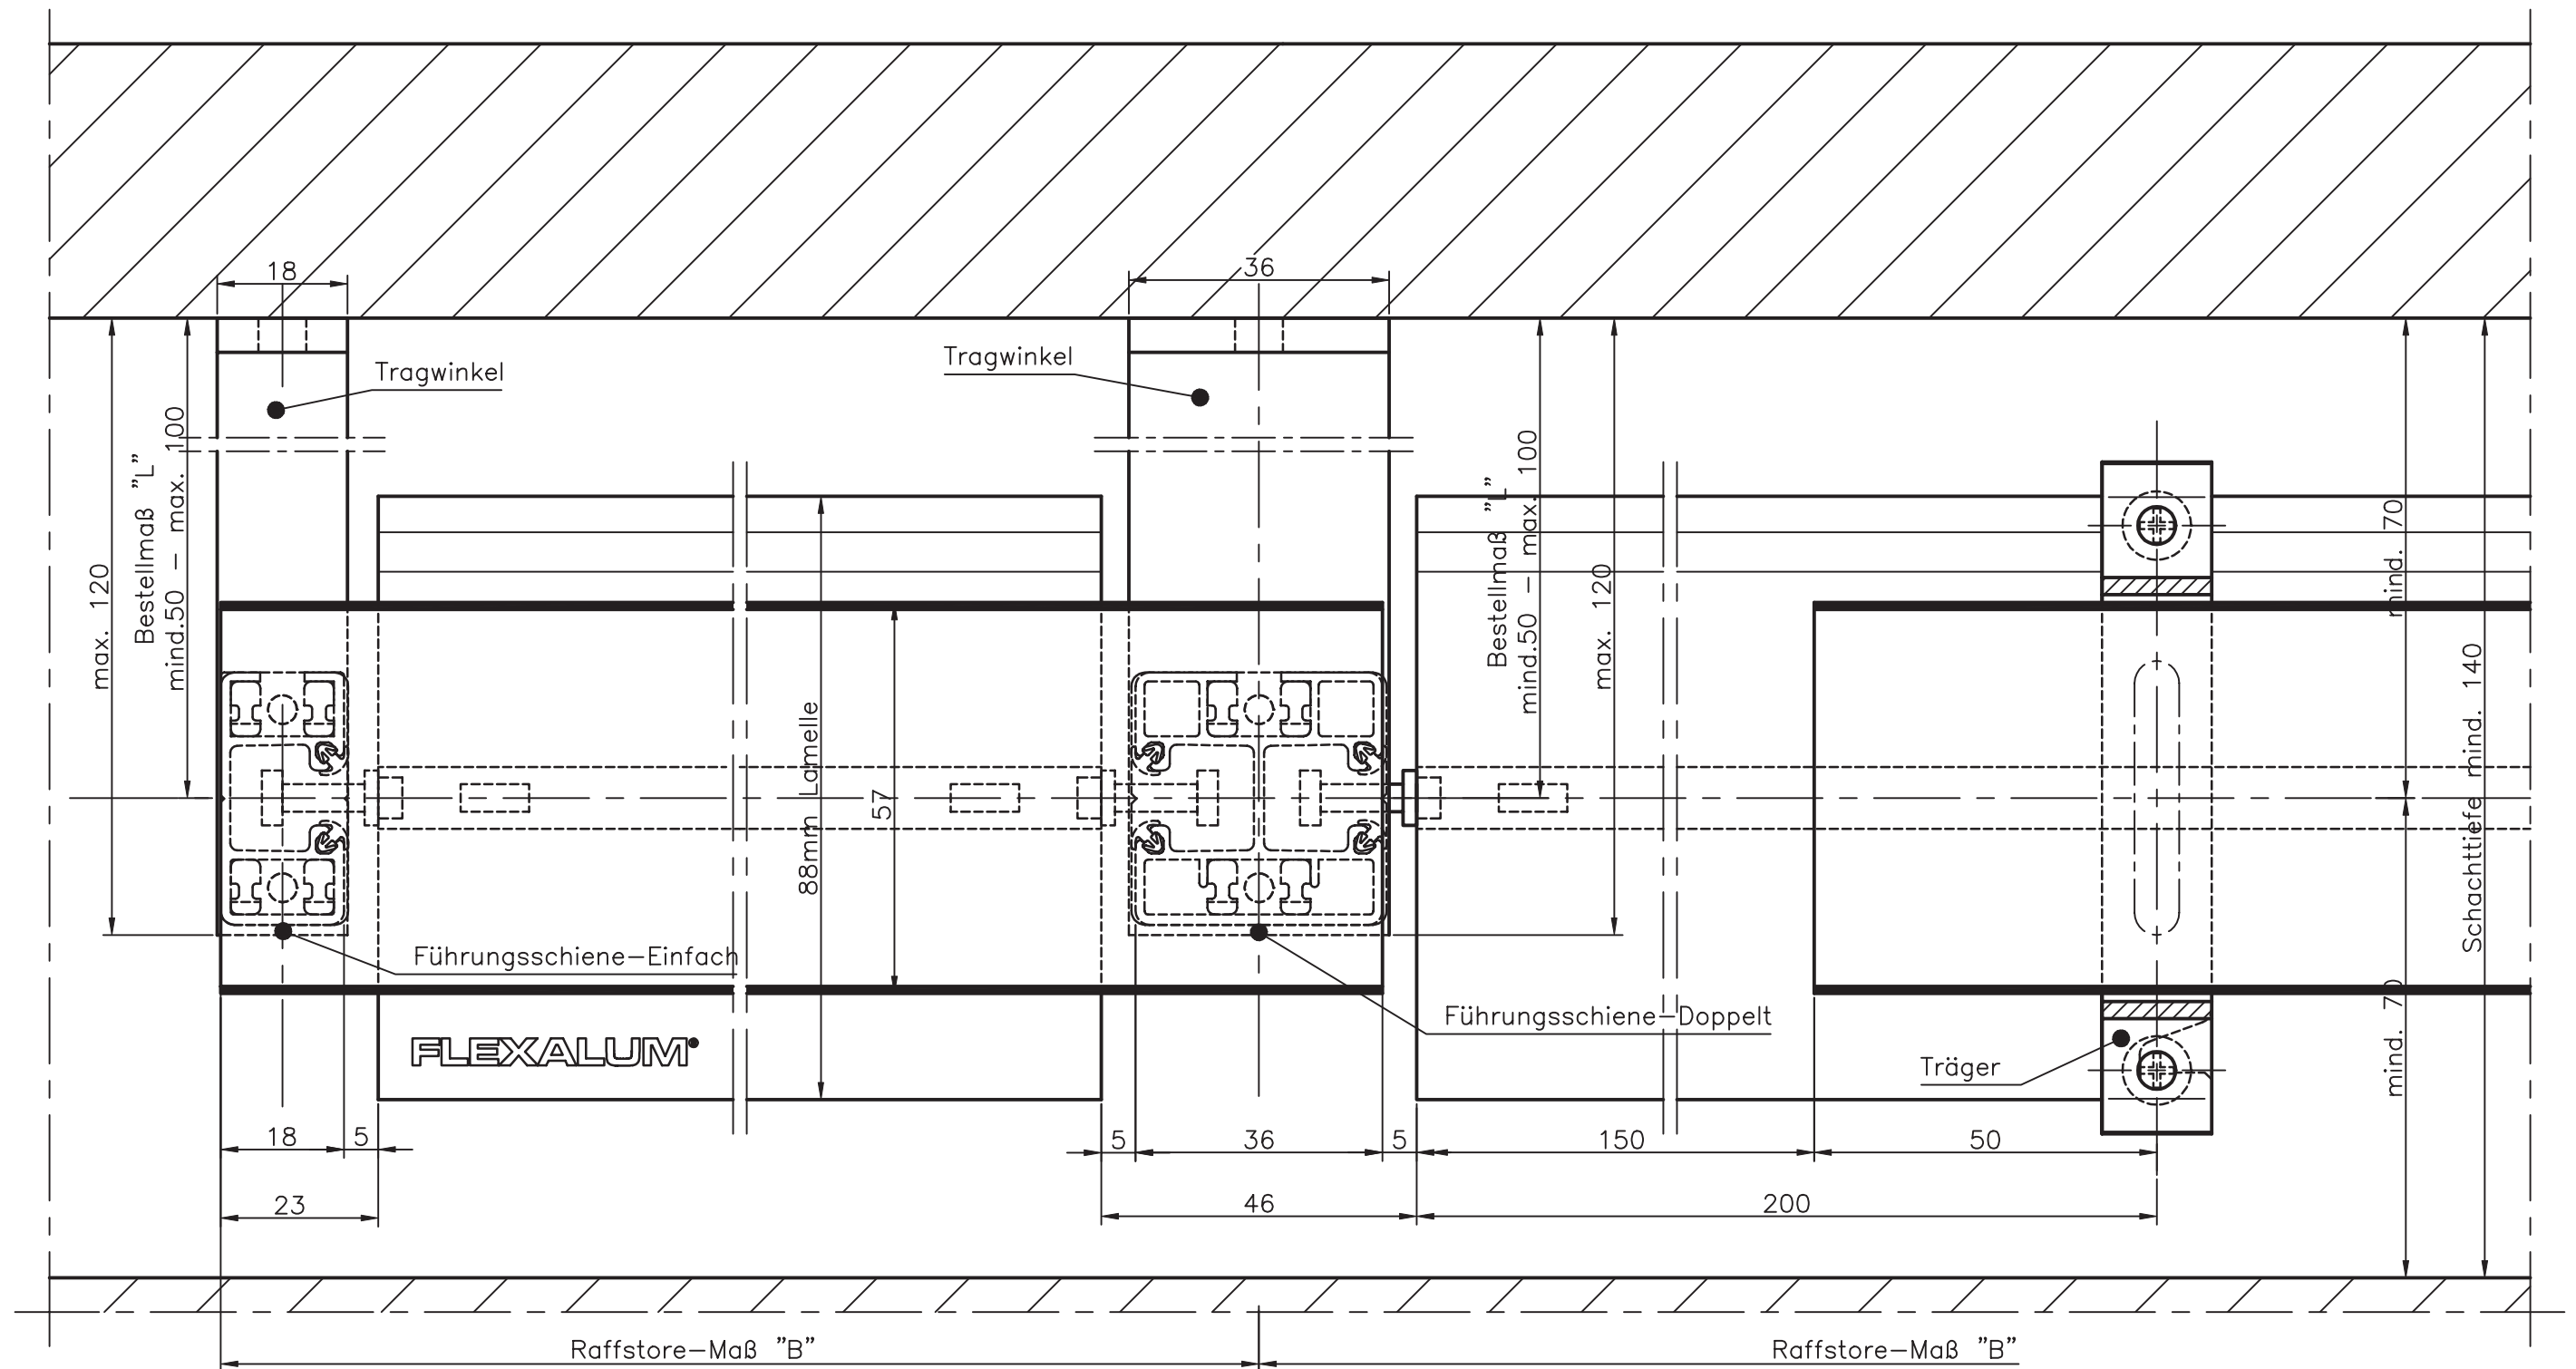 18
36
Tragwinkel
Tragwinkel
max. 120
Bestellmaß "L"
mind.50 – max. 100
Bestellmaß "L"
mind.50 – max. 100
max. 120
mind. 70
Schachttiefe mind. 140
mind. 70
88mm Lamelle
57
Führungsschiene–Einfach
Führungsschiene–Doppelt
FLEXALUM
Träger
18
5
5
36
5
150
50
23
46
200
Raffstore–Maß "B"
Raffstore–Maß "B"